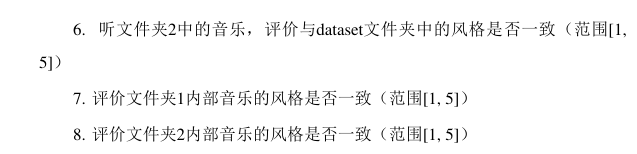 6. 听文件夹2中的音乐，评价与dataset文件夹中的风格是否一致（范围[1,
5]）
7. 评价文件夹1内部音乐的风格是否一致（范围[1, 5]）
8. 评价文件夹2内部音乐的风格是否一致（范围[1, 5]）